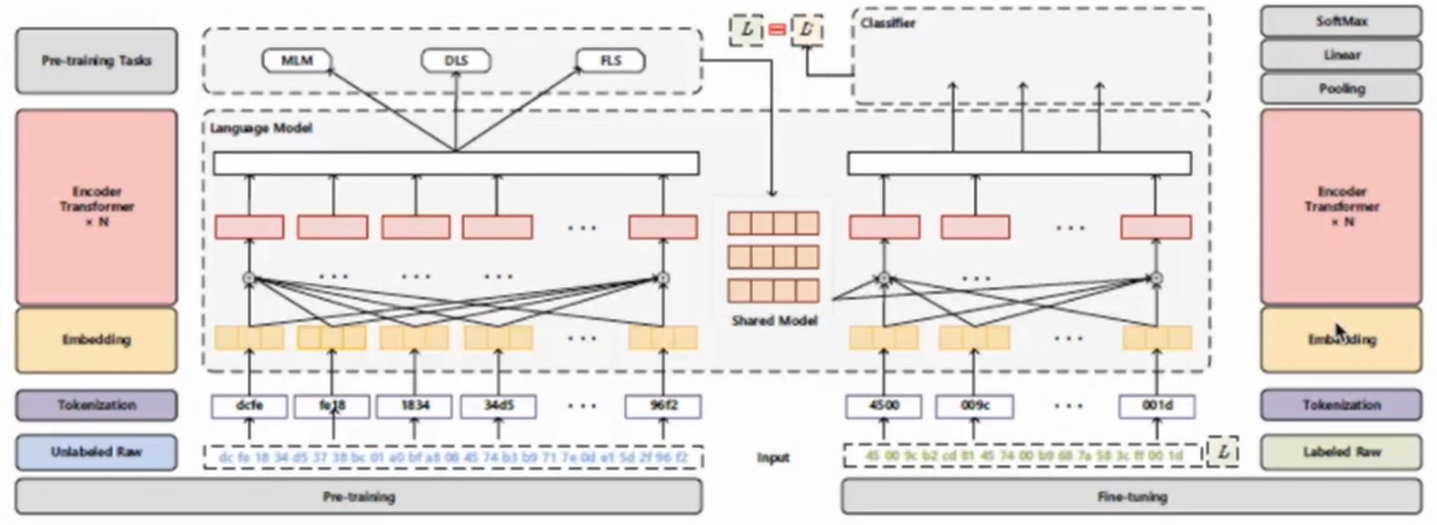 Pre-training Tasks
MLM
DLS
FLS
L = L'
Classifier
SoftMax
Linear
Pooling
Language Model
Encoder
Transformer
× N
Encoder
Transformer
× N
Shared Model
Embedding
Embedding
Tokenization
dcfe
fe18
1834
34d5
...
96f2
4500
009c
...
001d
Tokenization
Unlabeled Raw
dc fe 18 34 d5 37 38 bc 01 a0 bf a8 08 45 74 b3 b9 71 7e 0d e1 5d 2f 96 f2
Input
45 00 9c b2 cd 81 45 74 00 b9 68 7a 58 3c ff 00 1d
L
Labeled Raw
Pre-training
Fine-tuning